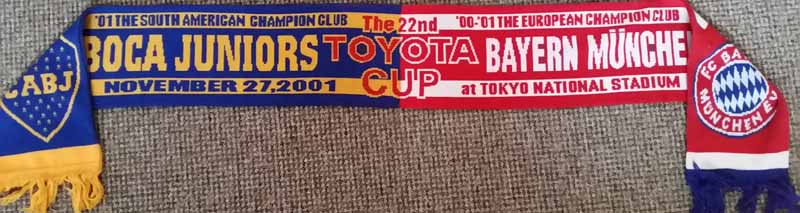 '01 THE SOUTH AMERICAN CHAMPION CLUB
BOCA JUNIORS
NOVEMBER 27,2001
The 22nd
TOYOTA
CUP
'00-'01 THE EUROPEAN CHAMPION CLUB
BAYERN MÜNCHE
at TOKYO NATIONAL STADIUM
CABJ
FC BA
MÜNCHEN